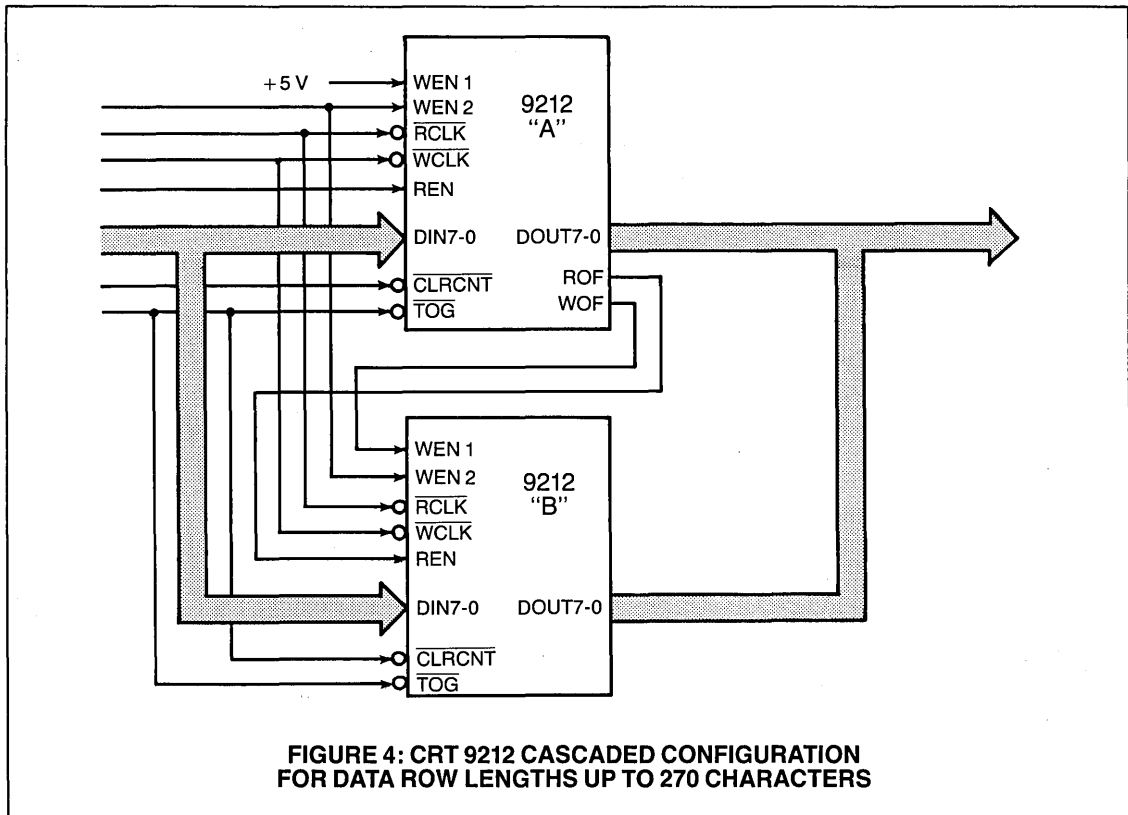 +5 V
WEN 1
WEN 2
RCLK
WCLK
REN
DIN7-0
CLRCNT
TOG
9212
"A"
DOUT7-0
ROF
WOF
WEN 1
WEN 2
RCLK
WCLK
REN
DIN7-0
CLRCNT
TOG
9212
"B"
DOUT7-0
FIGURE 4: CRT 9212 CASCADED CONFIGURATION
FOR DATA ROW LENGTHS UP TO 270 CHARACTERS